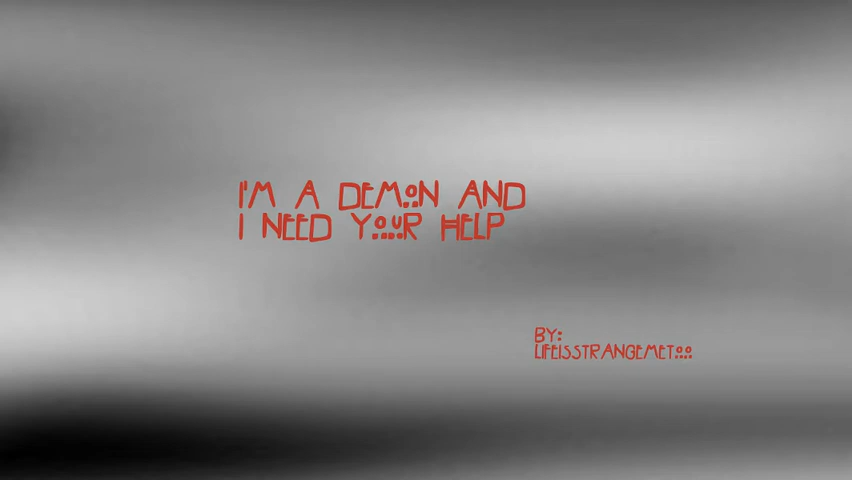 I'M A DEMON AND
I NEED YOUR HELP
BY:
LIFEISSTRANGEMETOO